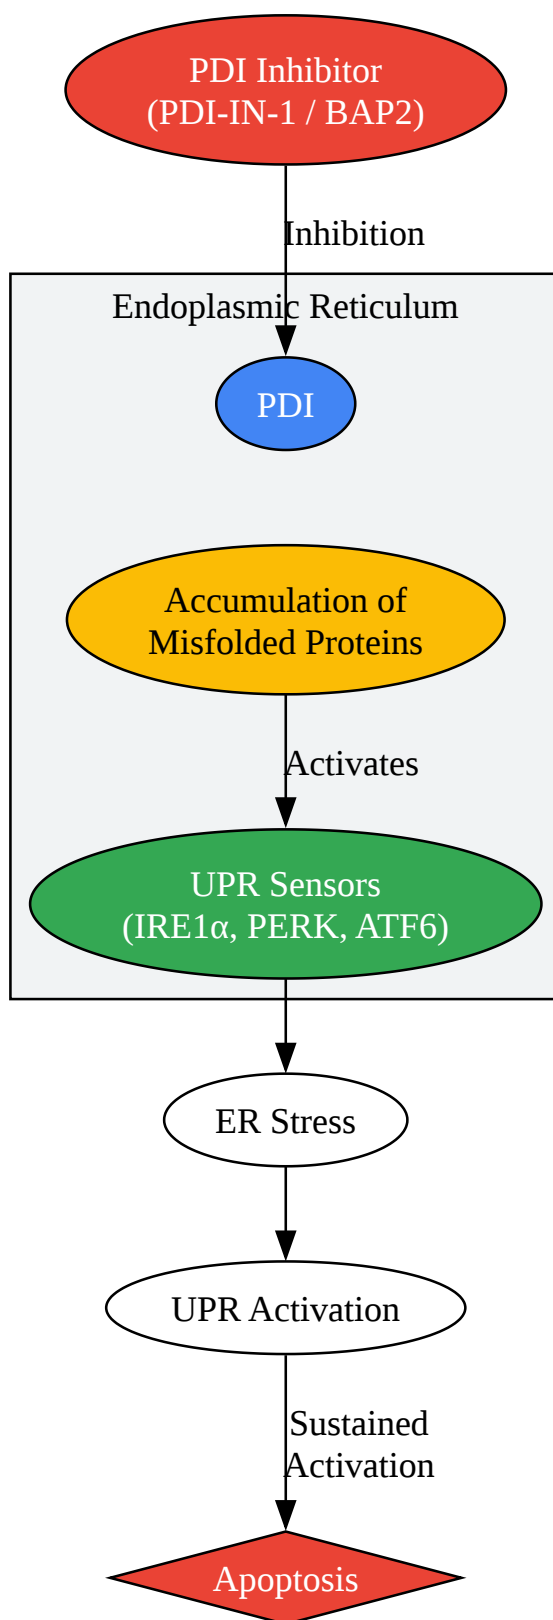 PDI Inhibitor
(PDI-IN-1 / BAP2)
Inhibition
Endoplasmic Reticulum
PDI
Accumulation of
Misfolded Proteins
Activates
UPR Sensors
(IRE1α, PERK, ATF6)
ER Stress
UPR Activation
Sustained
Activation
Apoptosis